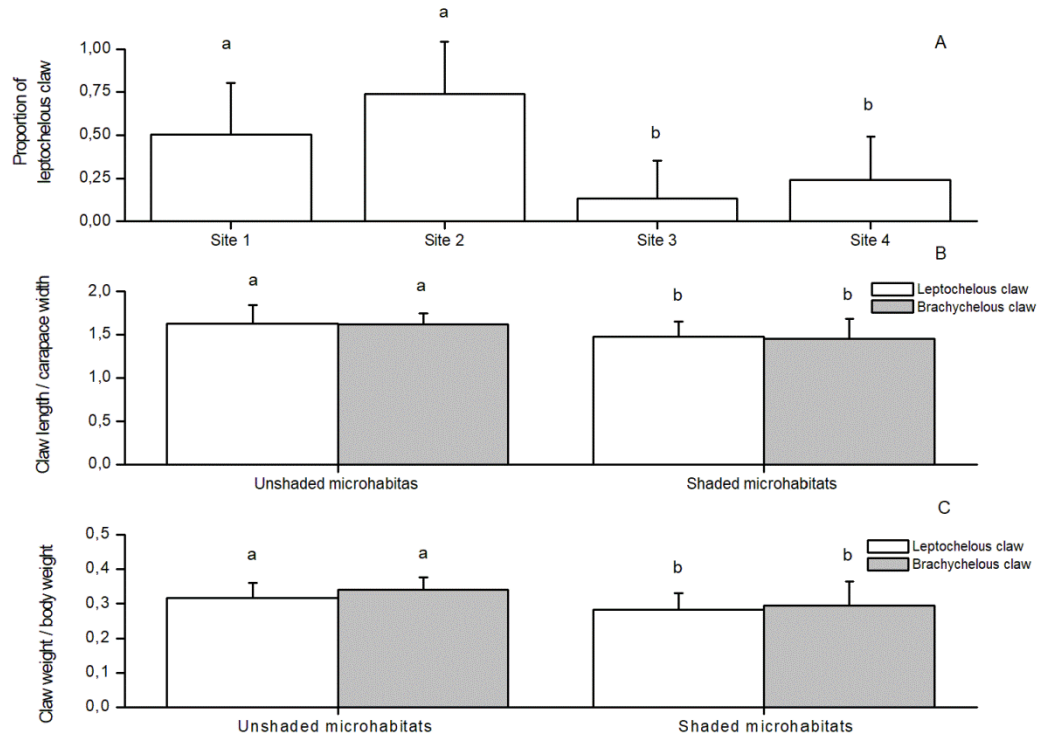 A
a
a
b
b
Proportion of
leptochelous claw
1,00
0,75
0,50
0,25
0,00
Site 1
Site 2
Site 3
Site 4
B
a
a
b
b
Leptochelous claw
Brachychelous claw
Claw length / carapace width
2,0
1,5
1,0
0,5
0,0
Unshaded microhabitas
Shaded microhabitats
C
a
a
b
b
Leptochelous claw
Brachychelous claw
Claw weight / body weight
0,5
0,4
0,3
0,2
0,1
0,0
Unshaded microhabitats
Shaded microhabitats